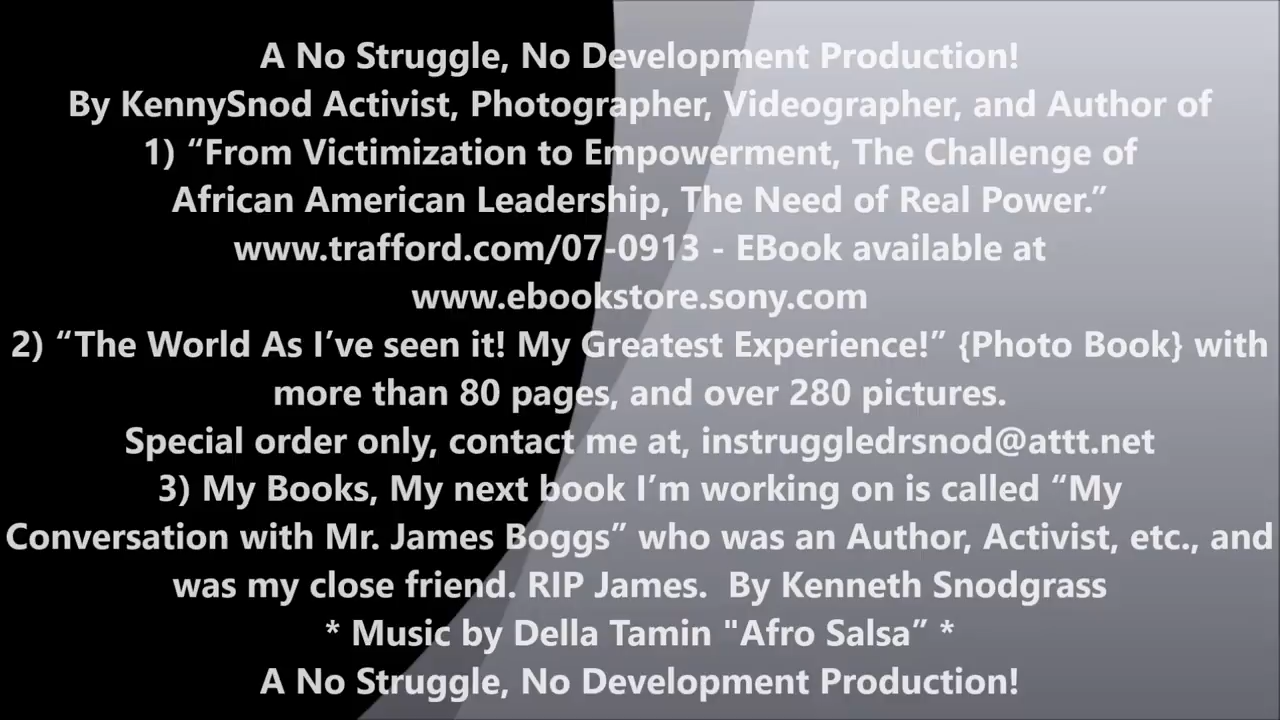 A No Struggle, No Development Production!
By KennySnod Activist, Photographer, Videographer, and Author of
1) “From Victimization to Empowerment, The Challenge of
African American Leadership, The Need of Real Power.”
www.trafford.com/07-0913 - EBook available at
www.ebookstore.sony.com
2) “The World As I’ve seen it! My Greatest Experience!” {Photo Book} with
more than 80 pages, and over 280 pictures.
Special order only, contact me at, instruggledrsnod@attt.net
3) My Books, My next book I’m working on is called “My
Conversation with Mr. James Boggs” who was an Author, Activist, etc., and
was my close friend. RIP James.  By Kenneth Snodgrass
* Music by Della Tamin "Afro Salsa” *
A No Struggle, No Development Production!